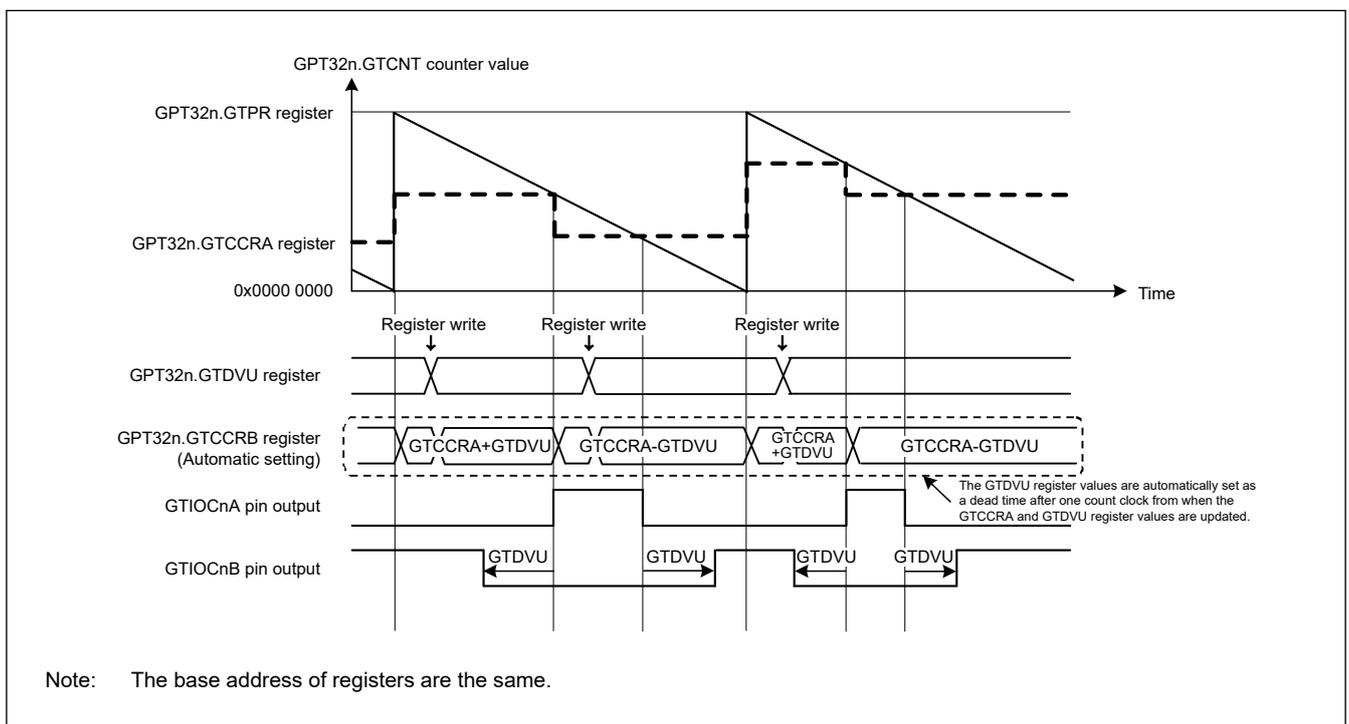 GPT32n.GTCNT counter value
GPT32n.GTPR register
GPT32n.GTCCRA register
0x0000 0000
Time
Register write
Register write
Register write
GPT32n.GTDVU register
GPT32n.GTCCRB register
(Automatic setting)
GTCCRA+GTDVU
GTCCRA-GTDVU
GTCCRA
+GTDVU
GTCCRA-GTDVU
The GTDVU register values are automatically set as
a dead time after one count clock from when the
GTCCRA and GTDVU register values are updated.
GTIOCnA pin output
GTIOCnB pin output
GTDVU
GTDVU
GTDVU
GTDVU
Note: The base address of registers are the same.